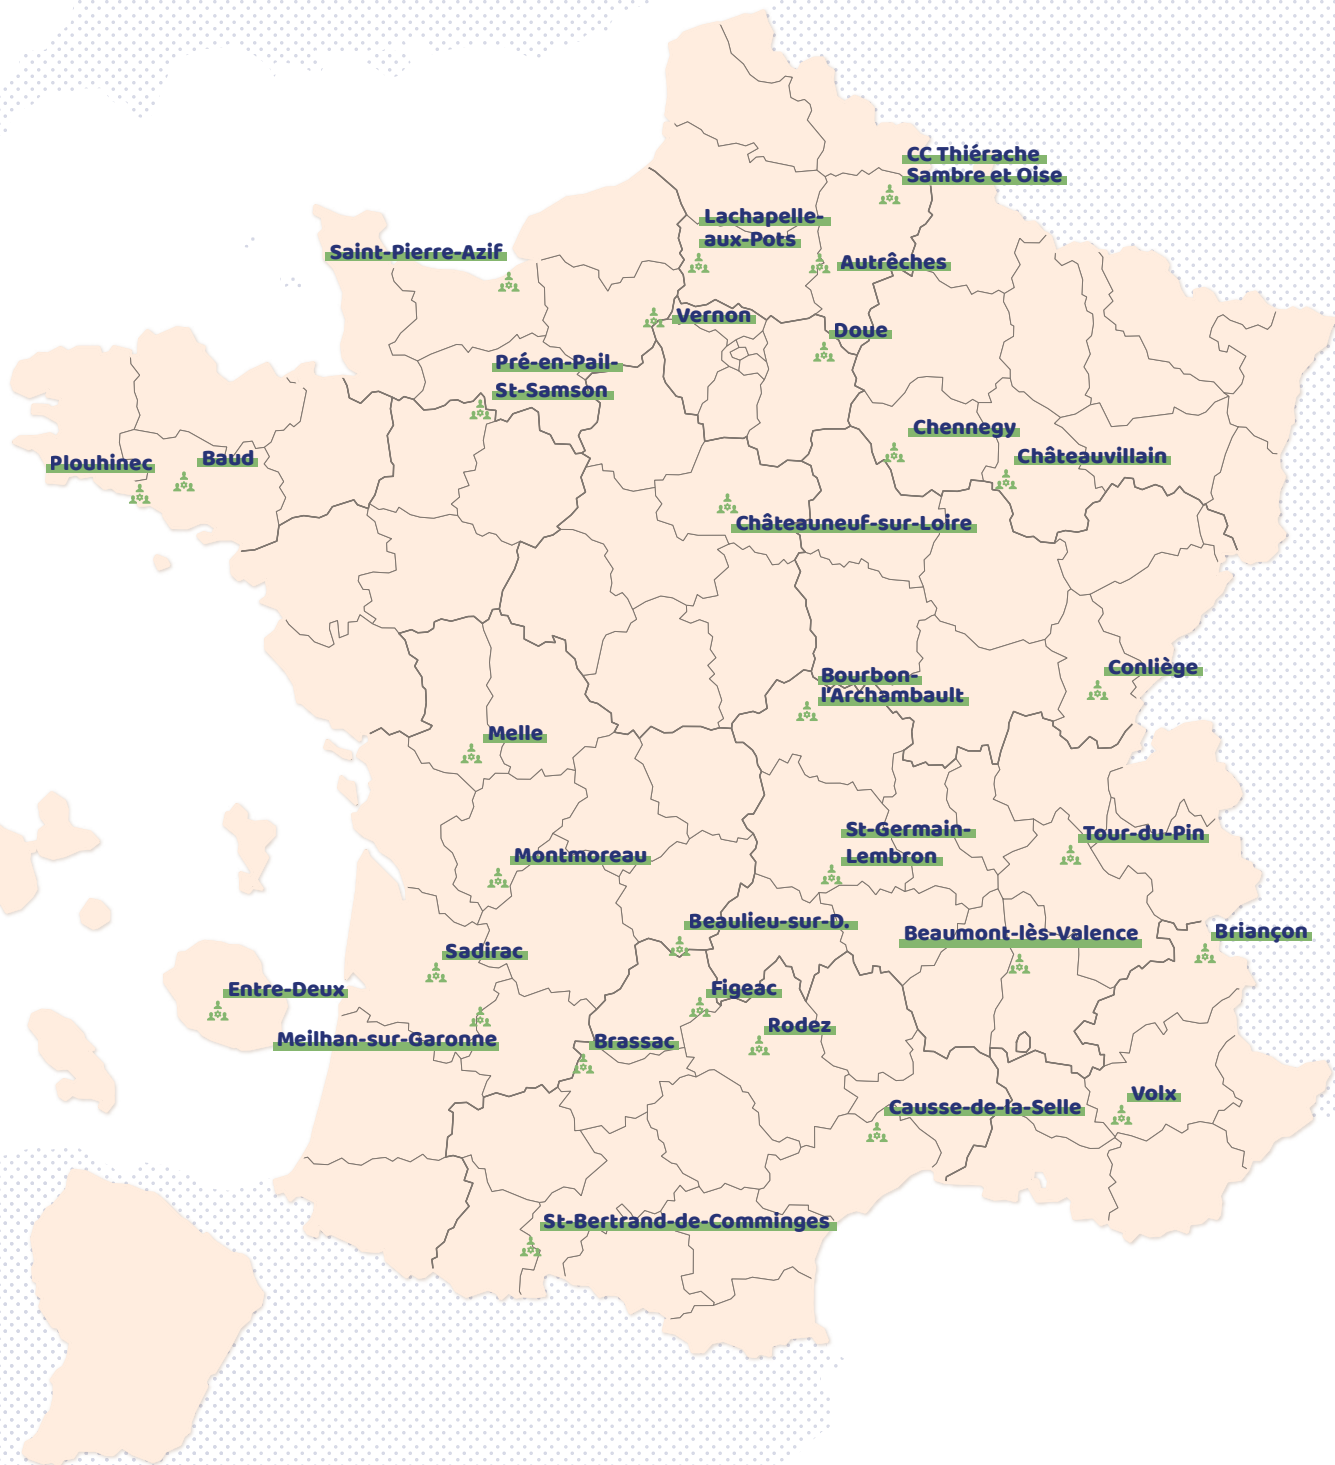 CC Thiérache
Sambre et Oise
Lachapelle-
aux-Pots
Saint-Pierre-Azif
Autrêches
Vernon
Doue
Pré-en-Pail-
St-Samson
Chennegy
Châteauvillain
Plouhinec
Baud
Châteauneuf-sur-Loire
Conliège
Bourbon-
l'Archambault
Melle
St-Germain-
Lembron
Tour-du-Pin
Montmoreau
Beaulieu-sur-D.
Beaumont-lès-Valence
Briançon
Sadirac
Entre-Deux
Figeac
Rodez
Meilhan-sur-Garonne
Brassac
Volx
Causse-de-la-Selle
St-Bertrand-de-Comminges